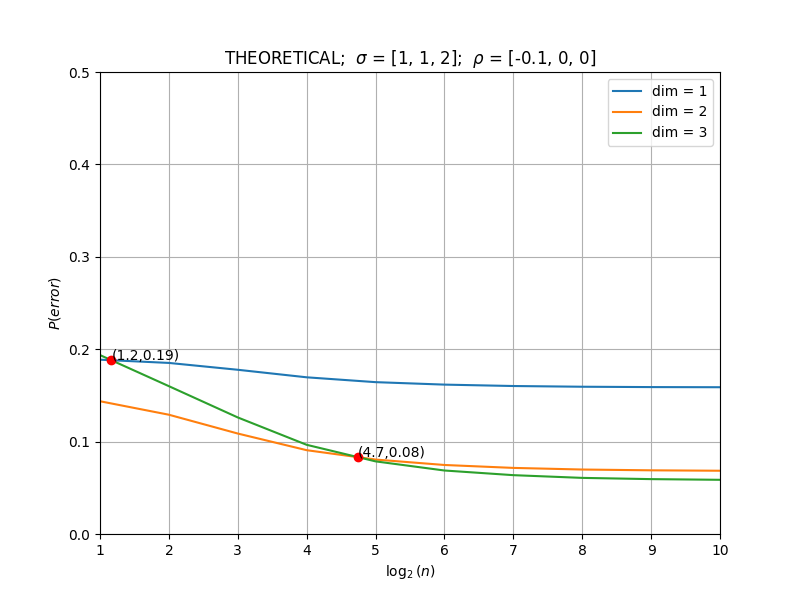 THEORETICAL; σ = [1, 1, 2]; ρ = [-0.1, 0, 0]
dim = 1
dim = 2
dim = 3
0.5
0.4
0.3
0.2
0.1
0.0
P(error)
(1.2,0.19)
(4.7,0.08)
1 2 3 4 5 6 7 8 9 10
log₂(n)